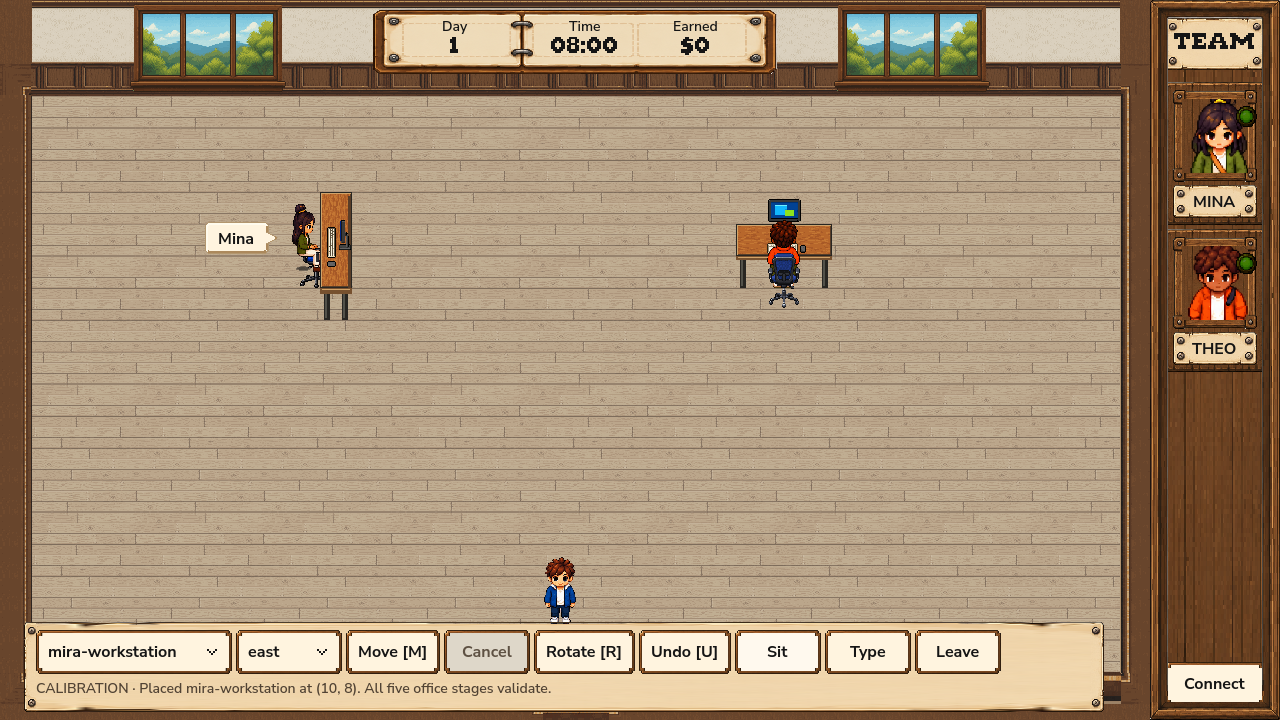 Day
1
Time
08:00
Earned
$0
TEAM
MINA
THEO
Connect
Mina
mira-workstation
east
Move [M]
Cancel
Rotate [R]
Undo [U]
Sit
Type
Leave
CALIBRATION · Placed mira-workstation at (10, 8). All five office stages validate.